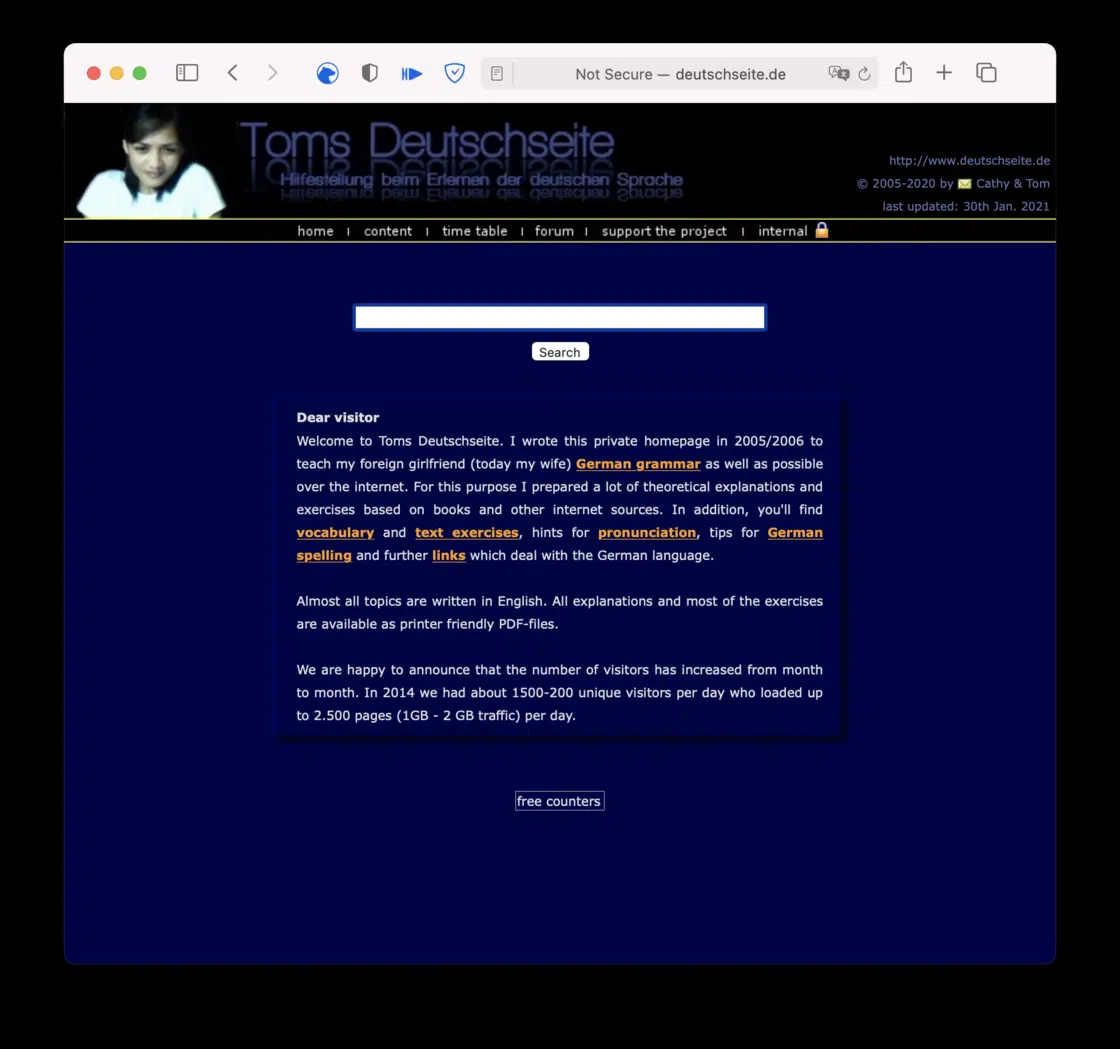 Not Secure — deutschseite.de
Toms Deutschseite
Hilfestellung beim Erlernen der deutschen Sprache
http://www.deutschseite.de
© 2005-2020 by Cathy & Tom
last updated: 30th Jan. 2021
home | content | time table | forum | support the project | internal
Search
Dear visitor
Welcome to Toms Deutschseite. I wrote this private homepage in 2005/2006 to
teach my foreign girlfriend (today my wife) German grammar as well as possible
over the internet. For this purpose I prepared a lot of theoretical explanations and
exercises based on books and other internet sources. In addition, you'll find
vocabulary and text exercises, hints for pronunciation, tips for German
spelling and further links which deal with the German language.
Almost all topics are written in English. All explanations and most of the exercises
are available as printer friendly PDF-files.
We are happy to announce that the number of visitors has increased from month
to month. In 2014 we had about 1500-200 unique visitors per day who loaded up
to 2.500 pages (1GB - 2 GB traffic) per day.
free counters